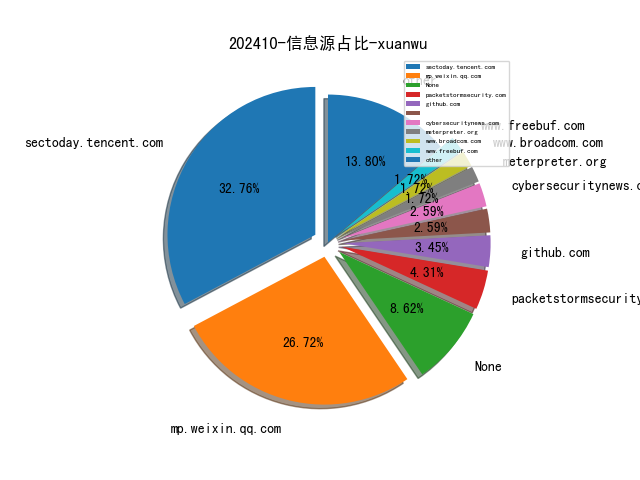 202410-信息源占比-xuanwu
sectoday.tencent.com
mp.weixin.qq.com
None
packetstormsecurity.com
github.com
cybersecuritynews.com
meterpreter.org
www.broadcom.com
www.freebuf.com
other
other
www.freebuf.com
www.broadcom.com
meterpreter.org
cybersecuritynews.c
github.com
packetstormsecurity
None
mp.weixin.qq.com
sectoday.tencent.com
13.80%
1.72%
1.72%
1.72%
2.59%
2.59%
3.45%
4.31%
8.62%
26.72%
32.76%